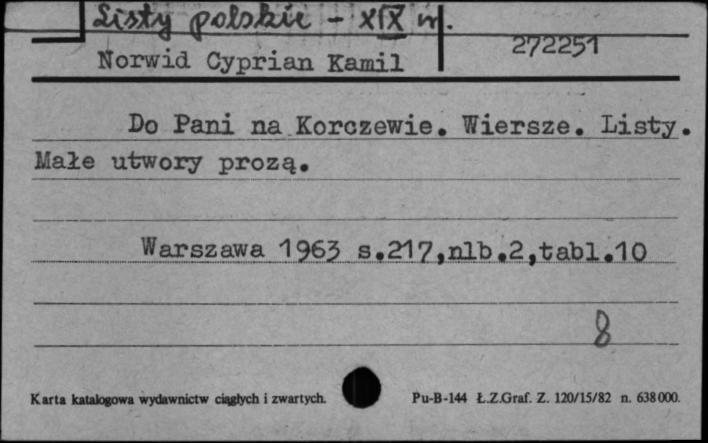 Listy polskie - XIX w.
Norwid Cyprian Kamil
272251
Do Pani na Korczewie. Wiersze. Listy.
Małe utwory prozą.
Warszawa 1963 s.217,nlb.2,tabl.10
8
Karta katalogowa wydawnictw ciągłych i zwartych.
Pu-B-144 Ł.Z.Graf. Z. 120/15/82 n. 638000.